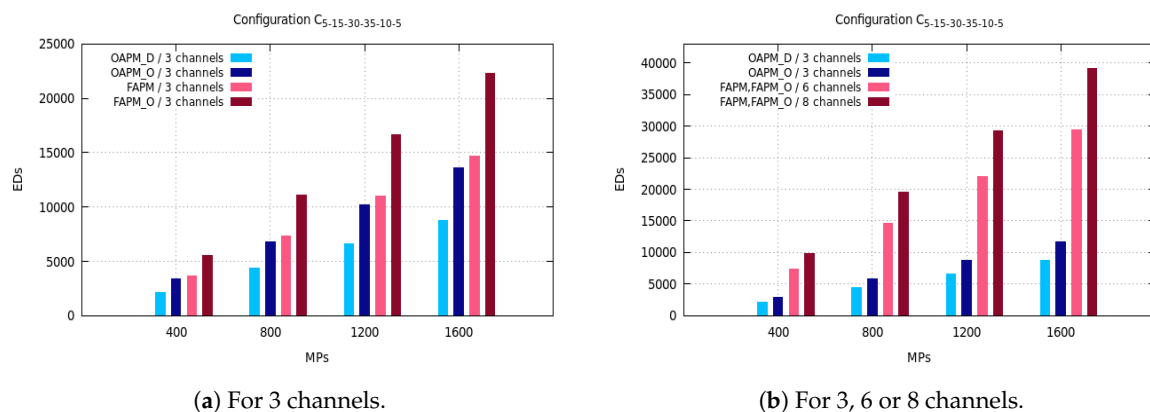 Configuration C5-15-30-35-10-5
25000
20000
15000
10000
5000
0
EDs
OAPM_D / 3 channels
OAPM_O / 3 channels
FAPM / 3 channels
FAPM_O / 3 channels
400 800 1200 1600
MPs
(a) For 3 channels.
Configuration C5-15-30-35-10-5
40000
35000
30000
25000
20000
15000
10000
5000
0
EDs
OAPM_D / 3 channels
OAPM_O / 3 channels
FAPM,FAPM_O / 6 channels
FAPM,FAPM_O / 8 channels
400 800 1200 1600
MPs
(b) For 3, 6 or 8 channels.